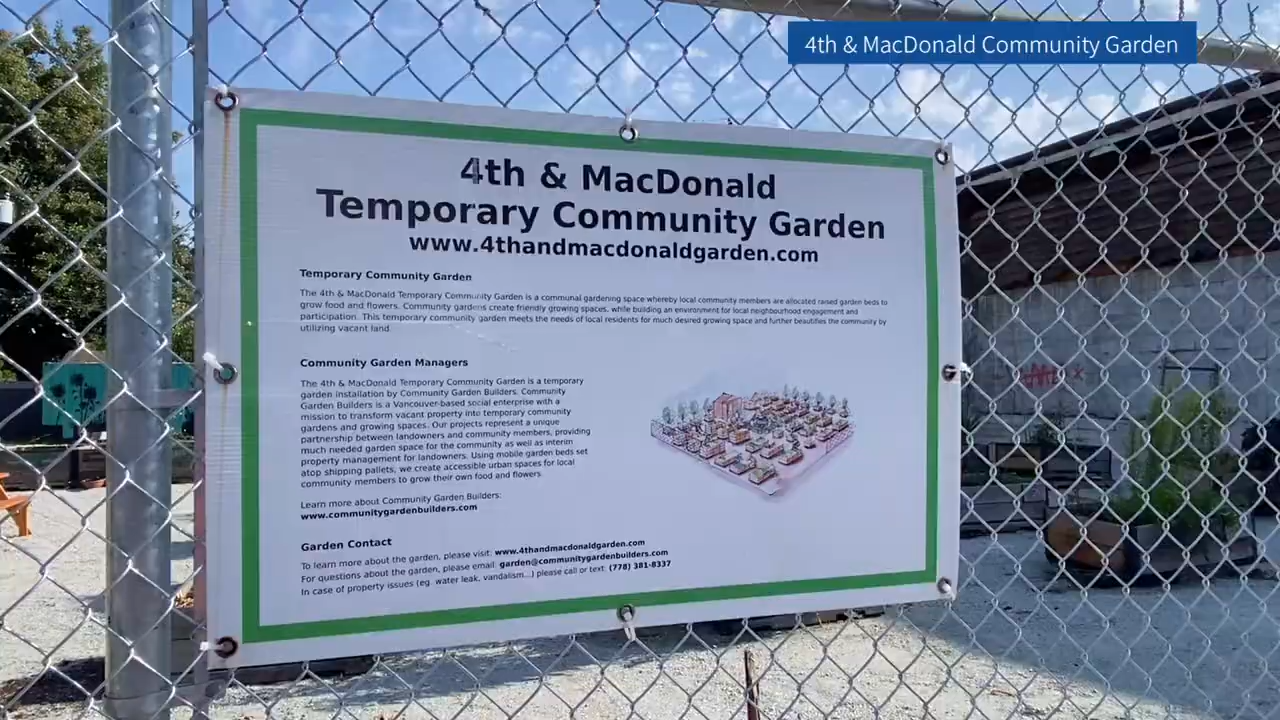 4th & MacDonald Community Garden
4th & MacDonald
Temporary Community Garden
www.4thandmacdonaldgarden.com
Temporary Community Garden
The 4th & MacDonald Temporary Community Garden is a communal gardening space whereby local community members are allocated raised garden beds to
grow food and flowers. Community gardens create friendly growing spaces, while building an environment for local neighbourhood engagement and
participation. This temporary community garden meets the needs of local residents for much desired growing space and further beautifies the community by
utilizing vacant land.
Community Garden Managers
The 4th & MacDonald Temporary Community Garden is a temporary
garden installation by Community Garden Builders. Community
Garden Builders is a Vancouver-based social enterprise with a
mission to transform vacant property into temporary community
gardens and growing spaces. Our projects represent a unique
partnership between landowners and community members, providing
much needed garden space for the community as well as interim
property management for landowners. Using mobile garden beds set
atop shipping pallets, we create accessible urban spaces for local
community members to grow their own food and flowers.
Learn more about Community Garden Builders:
www.communitygardenbuilders.com
Garden Contact
To learn more about the garden, please visit: www.4thandmacdonaldgarden.com
For questions about the garden, please email: garden@communitygardenbuilders.com
In case of property issues (eg. water leak, vandalism...) please call or text: (778) 381-8337